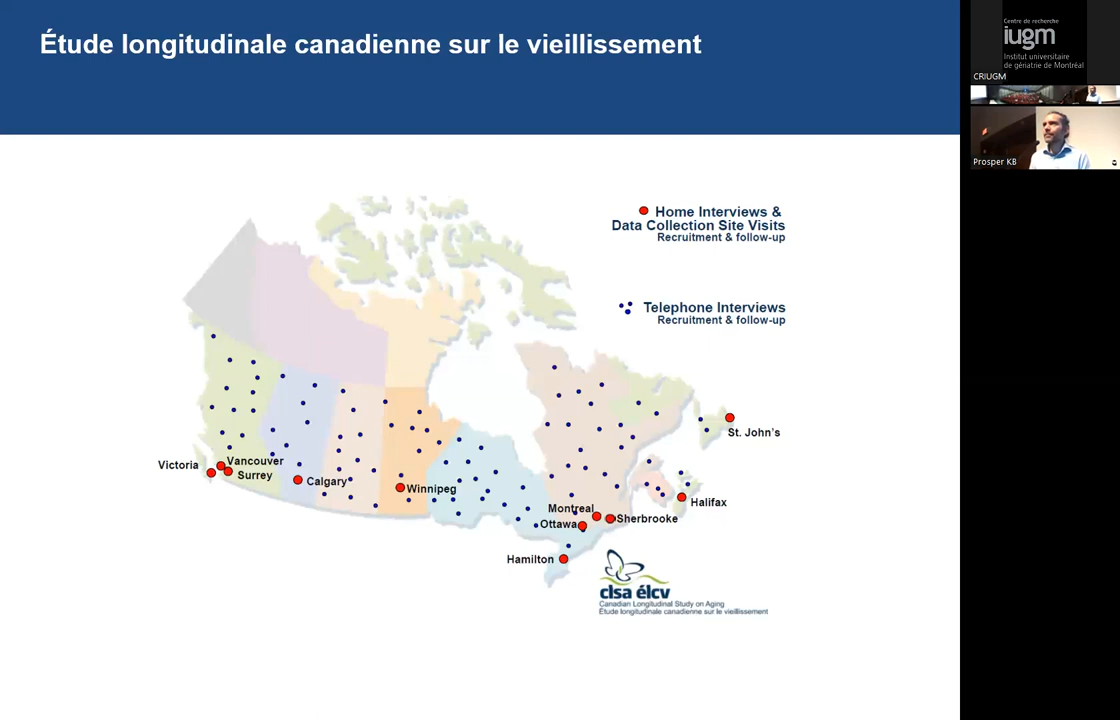 Étude longitudinale canadienne sur le vieillissement
Centre de recherche
iugm
Institut universitaire
de gériatrie de Montréal
CRIUGM
Prosper KB
Home Interviews &
Data Collection Site Visits
Recruitment & follow-up
Telephone Interviews
Recruitment & follow-up
St. John's
Victoria
Vancouver
Surrey
Calgary
Winnipeg
Halifax
Montreal
Sherbrooke
Ottawa
Hamilton
clsa élcv
Canadian Longitudinal Study on Aging
Étude longitudinale canadienne sur le vieillissement